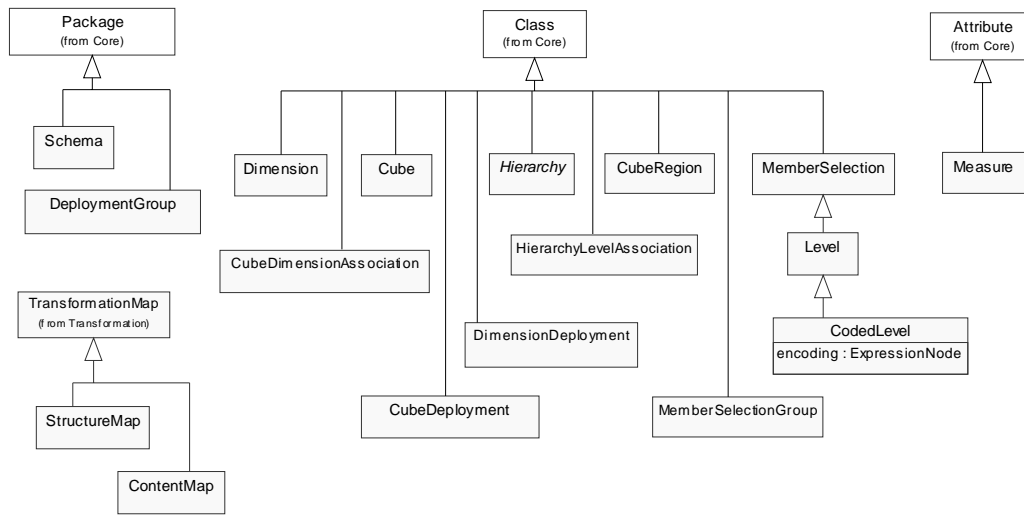 Package
(from Core)
Class
(from Core)
Attribute
(from Core)
Schema
Dimension
Cube
Hierarchy
CubeRegion
MemberSelection
Measure
DeploymentGroup
CubeDimensionAssociation
HierarchyLevelAssociation
Level
TransformationMap
(from Transformation)
DimensionDeployment
CodedLevel
encoding : ExpressionNode
StructureMap
CubeDeployment
MemberSelectionGroup
ContentMap